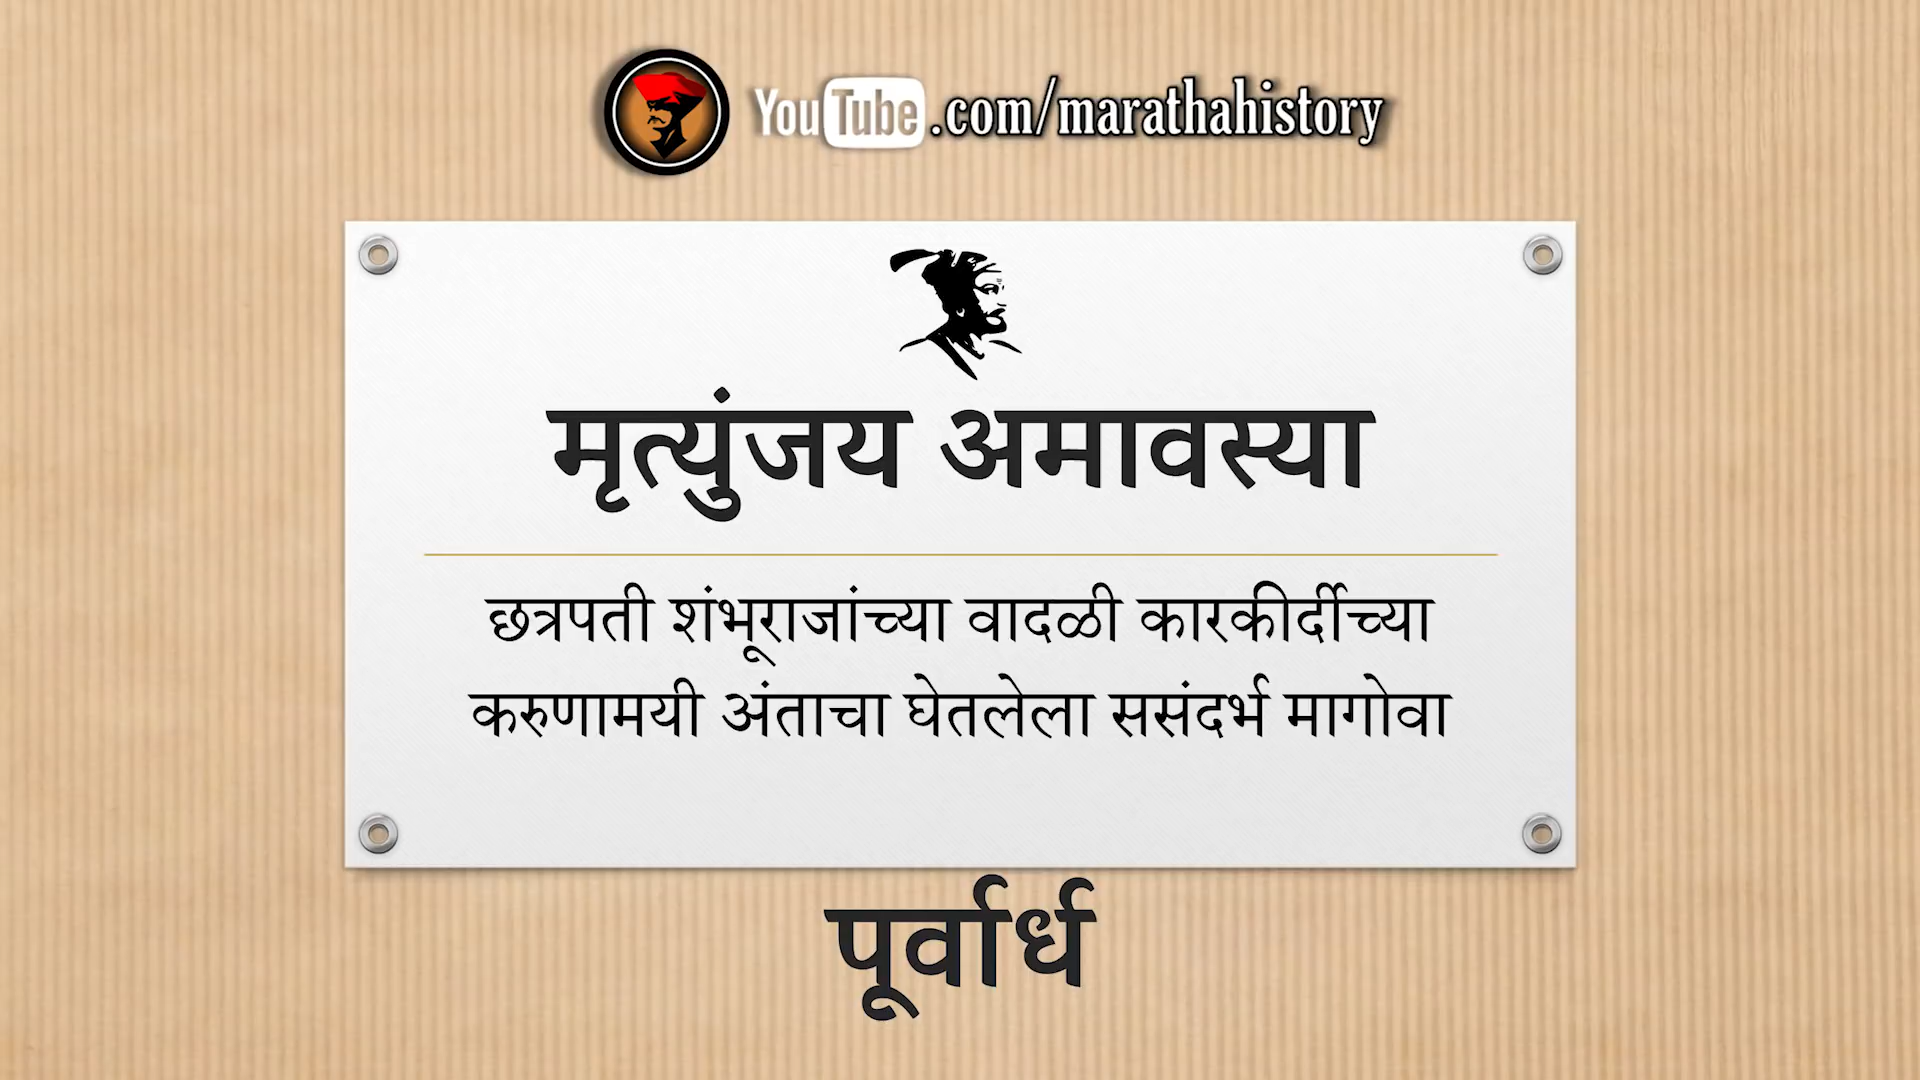 YouTube.com/marathahistory
मृत्युंजय अमावस्या
छत्रपती शंभूराजांच्या वादळी कारकीर्दीच्या
करुणामयी अंताचा घेतलेला ससंदर्भ मागोवा
पूर्वार्ध